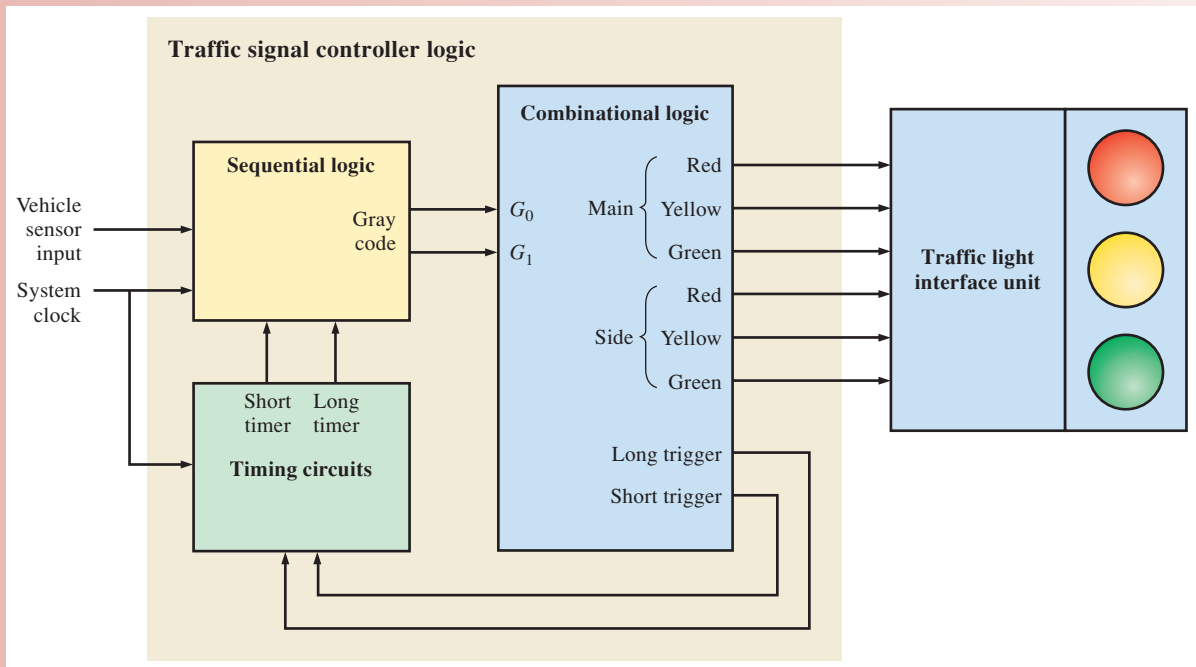 Traffic signal controller logic
Vehicle
sensor
input
System
clock
Sequential logic
Gray
code
Short
timer
Long
timer
Timing circuits
Combinational logic
G0
G1
Main
Red
Yellow
Green
Side
Red
Yellow
Green
Long trigger
Short trigger
Traffic light
interface unit